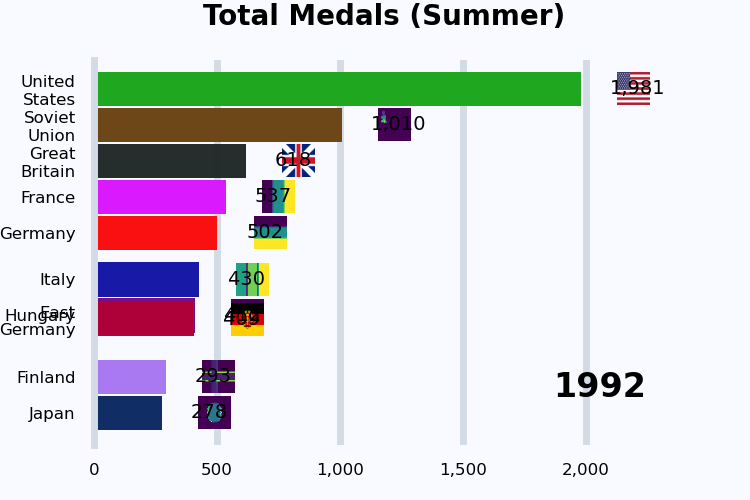 Total Medals (Summer)
United
States
1,981
Soviet
Union
1,010
Great
Britain
618
France
537
Germany
502
Italy
430
East
Hungary
Germany
Finland
293
Japan
278
1992
0
500
1,000
1,500
2,000